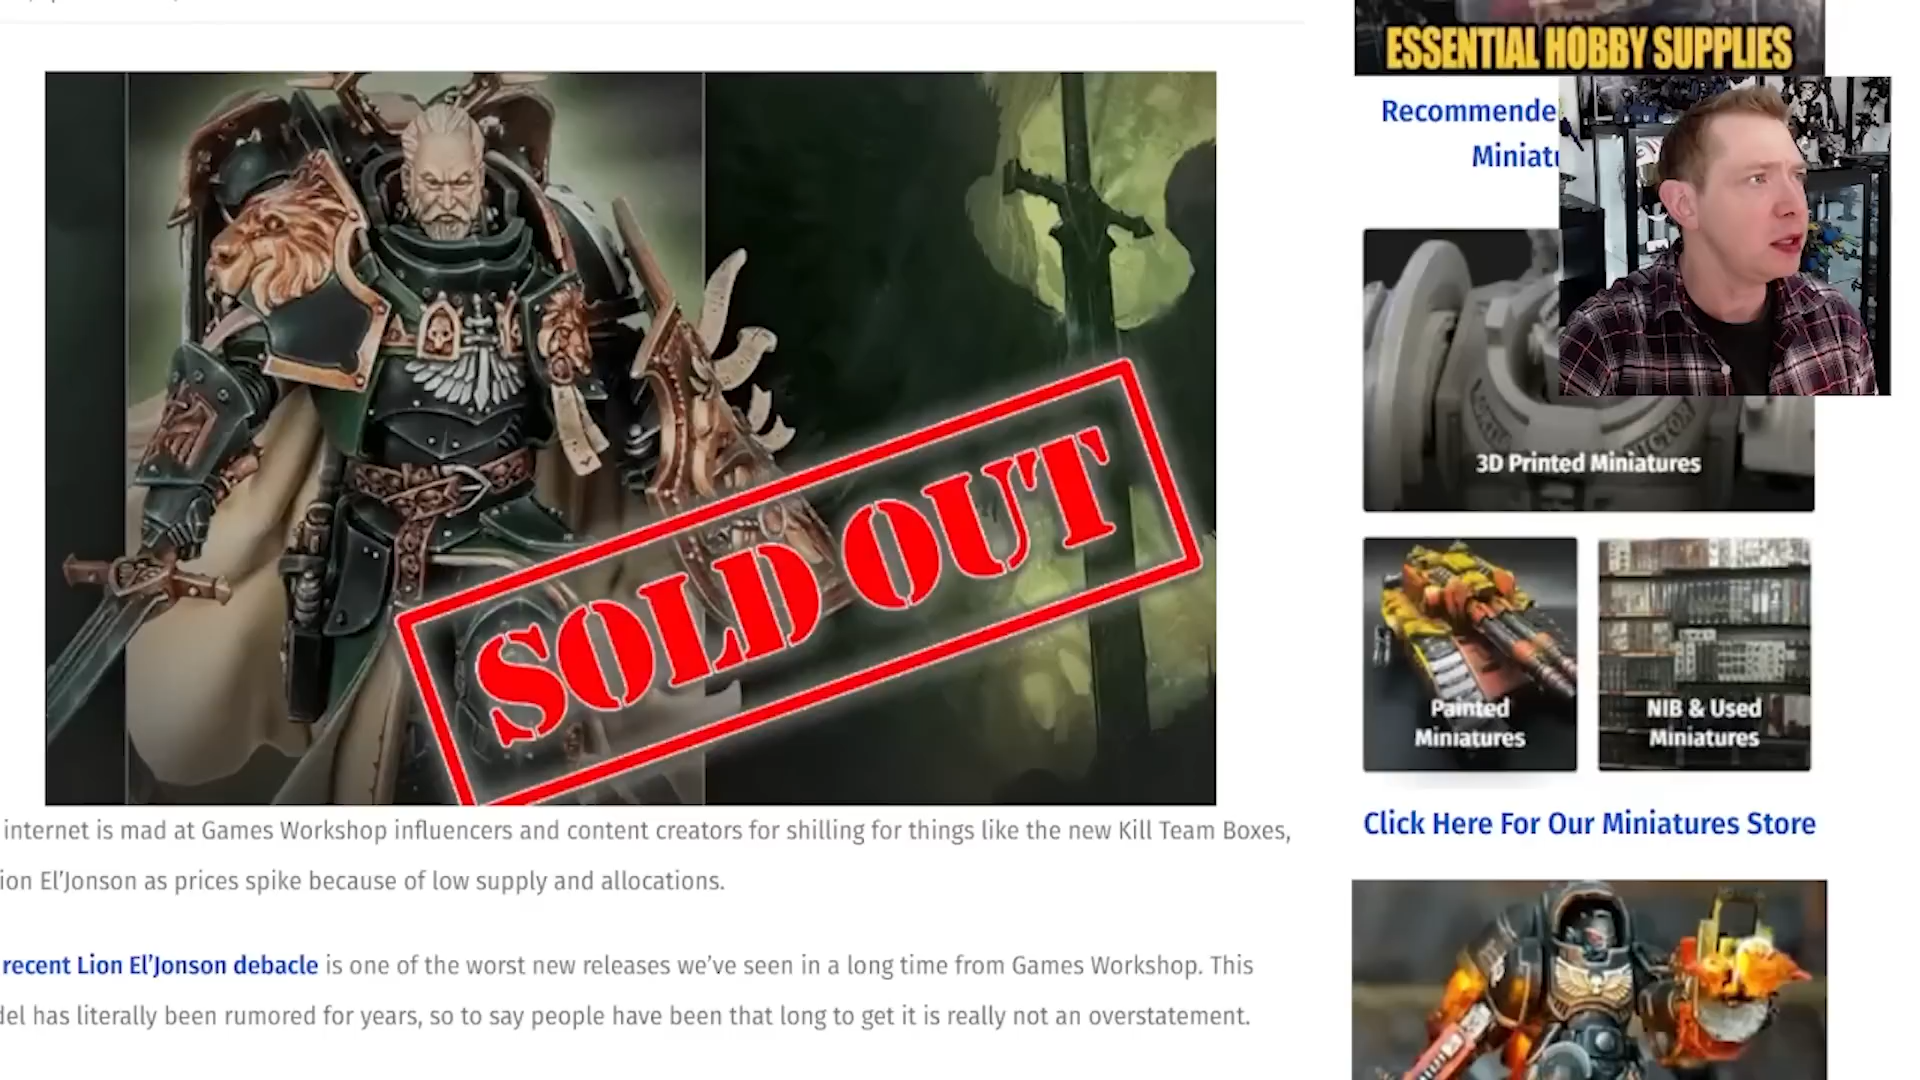 ESSENTIAL HOBBY SUPPLIES
Recommende
Miniatu
SOLD OUT
3D Printed Miniatures
Painted
Miniatures
NIB & Used
Miniatures
Click Here For Our Miniatures Store
internet is mad at Games Workshop influencers and content creators for shilling for things like the new Kill Team Boxes,
ion El'Jonson as prices spike because of low supply and allocations.
recent Lion El'Jonson debacle is one of the worst new releases we've seen in a long time from Games Workshop. This
del has literally been rumored for years, so to say people have been that long to get it is really not an overstatement.